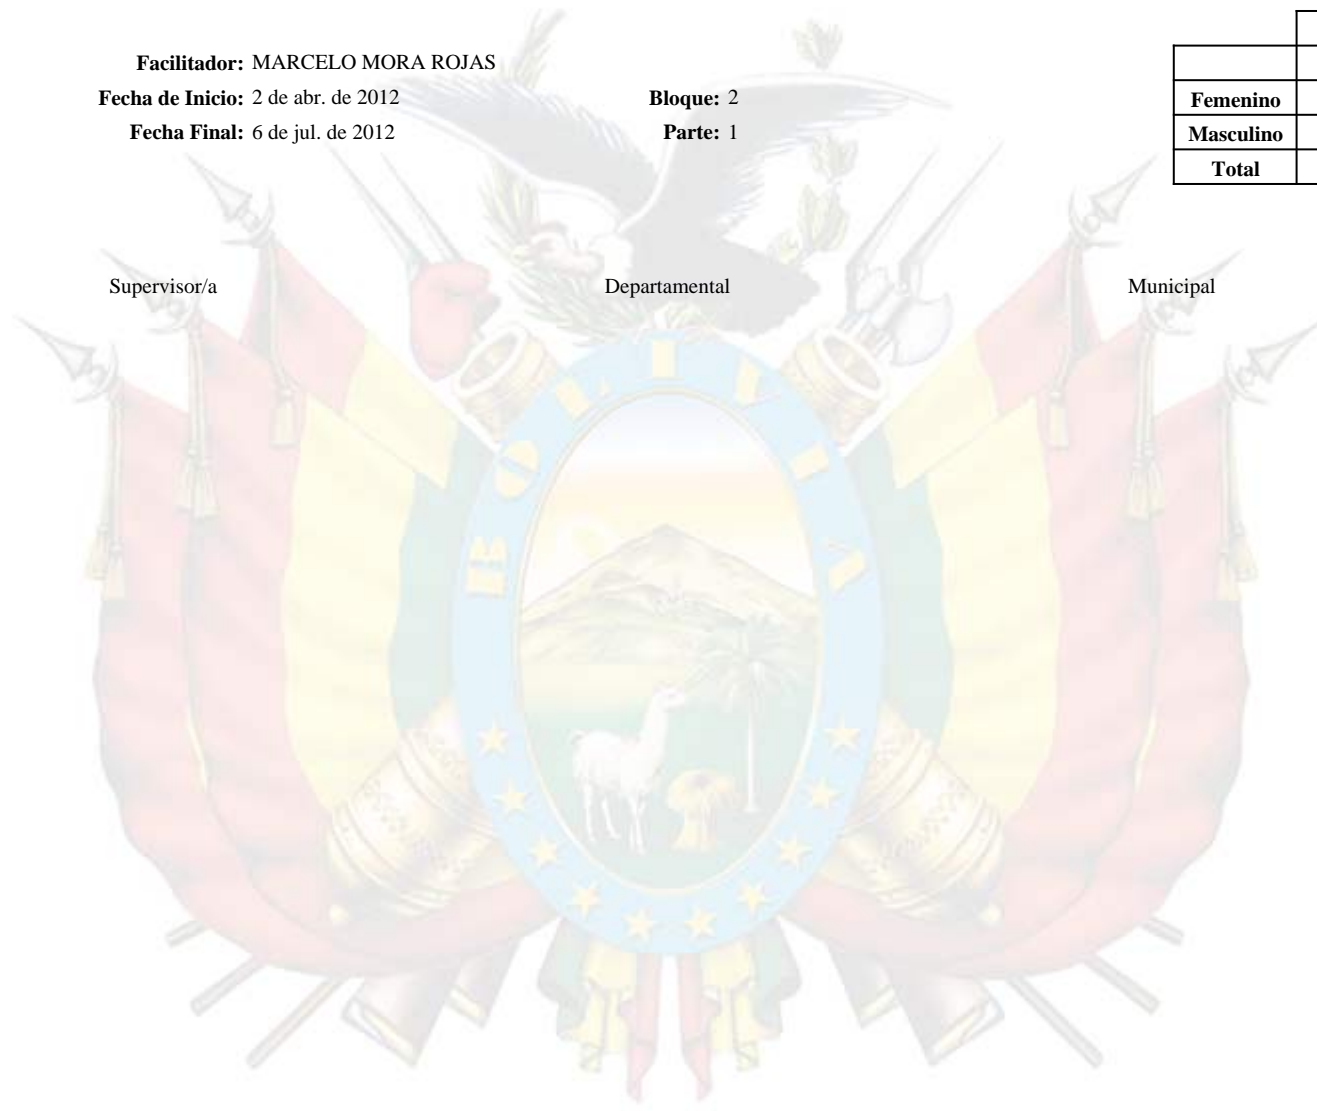 Facilitador: MARCELO MORA ROJAS
Fecha de Inicio: 2 de abr. de 2012 Bloque: 2
Fecha Final: 6 de jul. de 2012 Parte: 1
Femenino
Masculino
Total
Supervisor/a Departamental Municipal
BOLIVIA